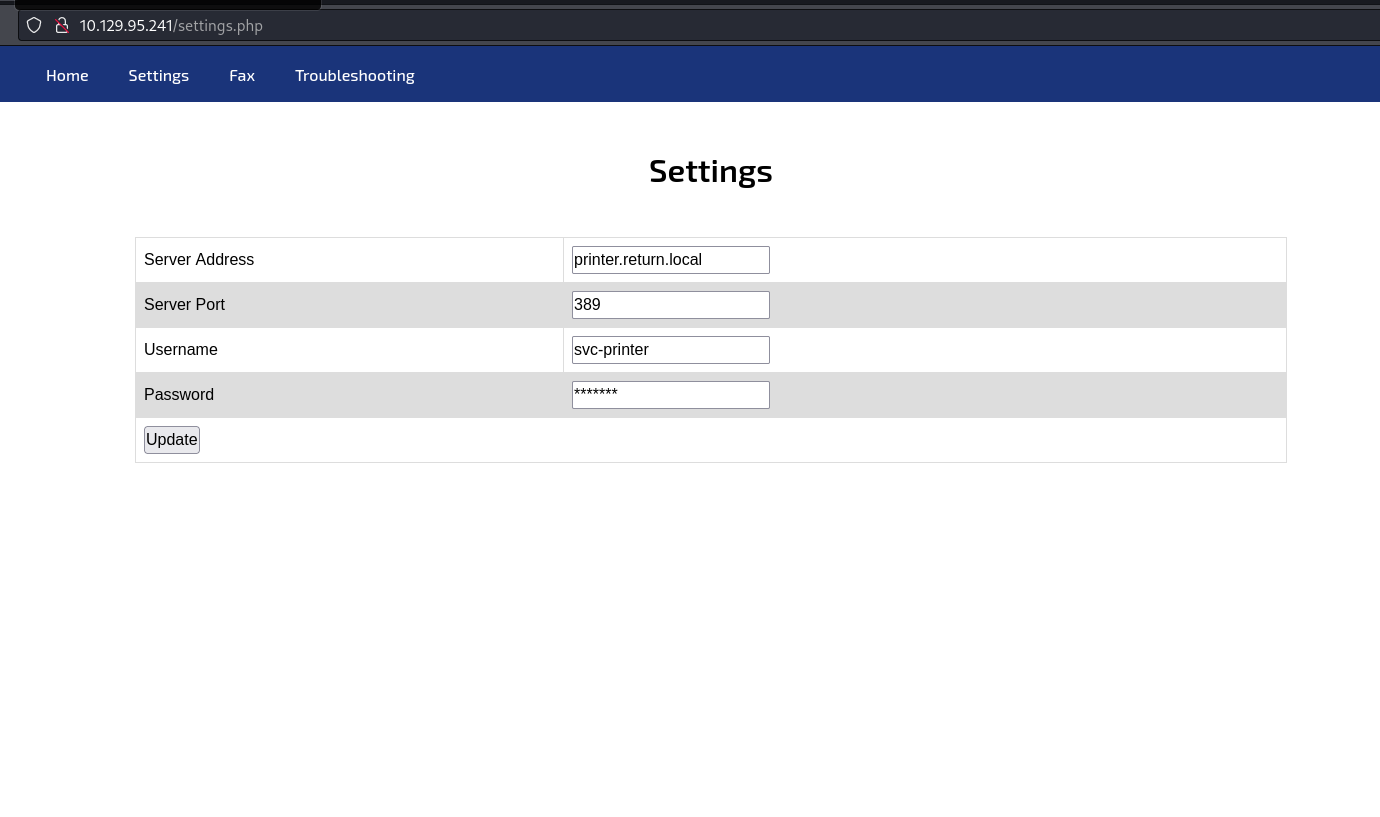 10.129.95.241/settings.php
Home Settings Fax Troubleshooting
Settings
Server Address printer.return.local
Server Port 389
Username svc-printer
Password *******
Update